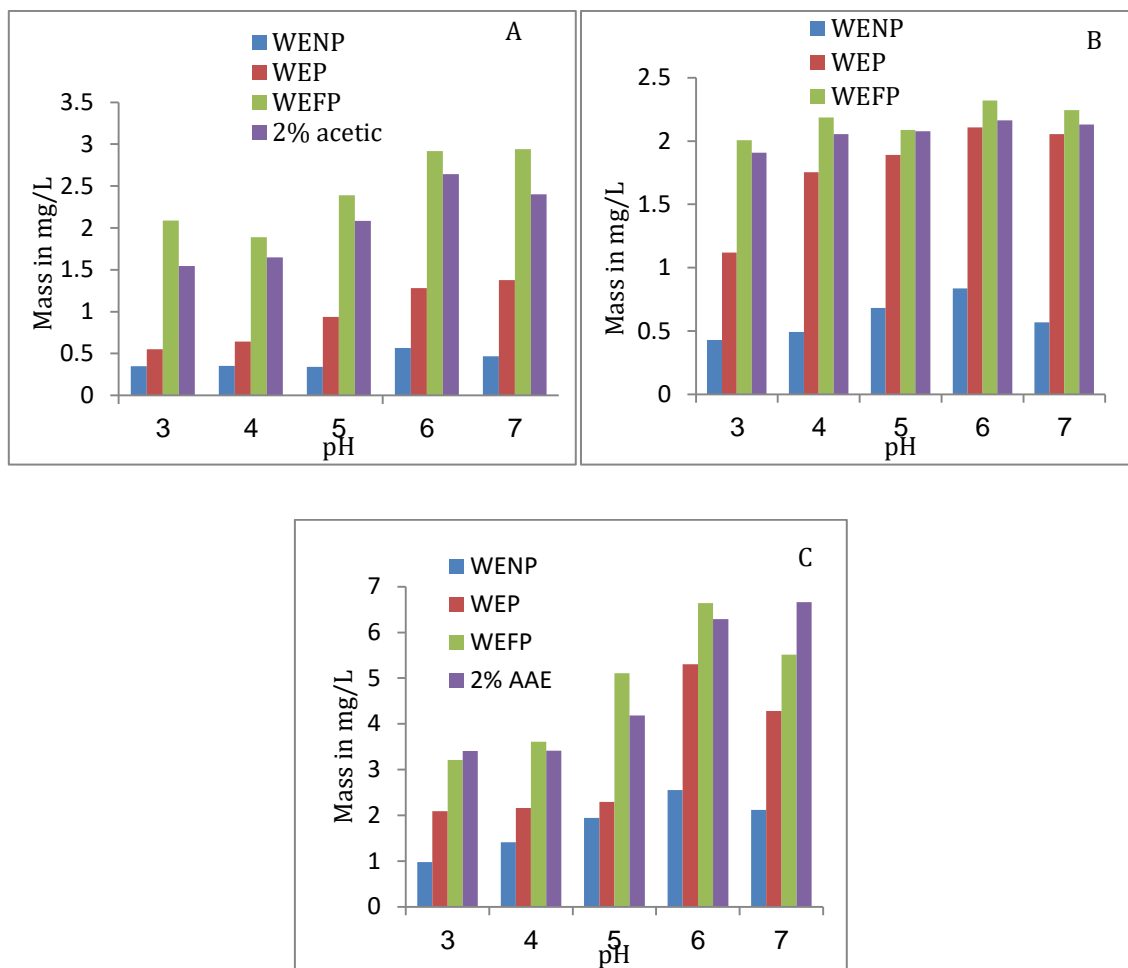 A
WENP
WEP
WEFP
2% acetic
3.5
3
2.5
2
1.5
1
0.5
0
Mass in mg/L
3 4 5 6 7
pH
B
WENP
WEP
WEFP
2.5
2
1.5
1
0.5
0
Mass in mg/L
3 4 5 6 7
pH
C
WENP
WEP
WEFP
2% AAE
7
6
5
4
3
2
1
0
Mass in mg/L
3 4 5 6 7
pH